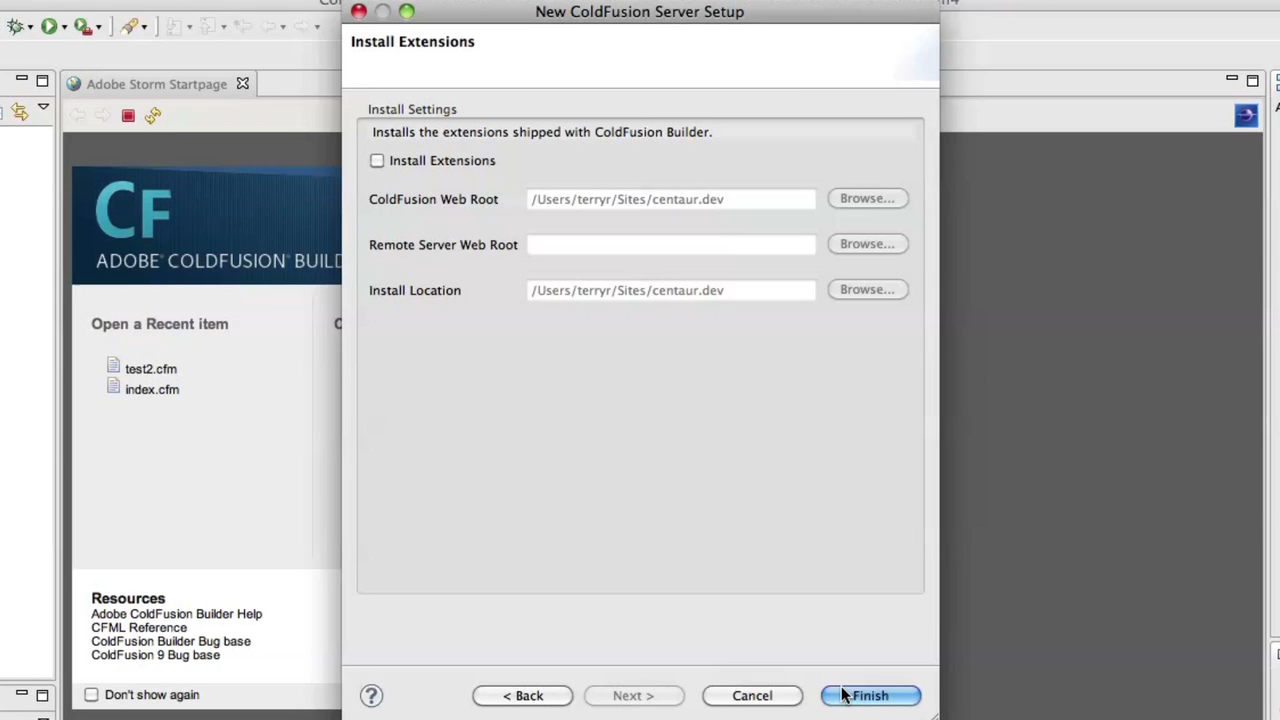 New ColdFusion Server Setup
Install Extensions
Adobe Storm Startpage
Install Settings
Installs the extensions shipped with ColdFusion Builder.
Install Extensions
ColdFusion Web Root /Users/terryr/Sites/centaur.dev Browse...
Remote Server Web Root Browse...
Install Location /Users/terryr/Sites/centaur.dev Browse...
CF
ADOBE® COLDFUSION®
Open a Recent item
test2.cfm
index.cfm
Resources
Adobe ColdFusion Builder Help
CFML Reference
ColdFusion Builder Bug base
ColdFusion 9 Bug base
Don't show again
? < Back Next > Cancel Finish